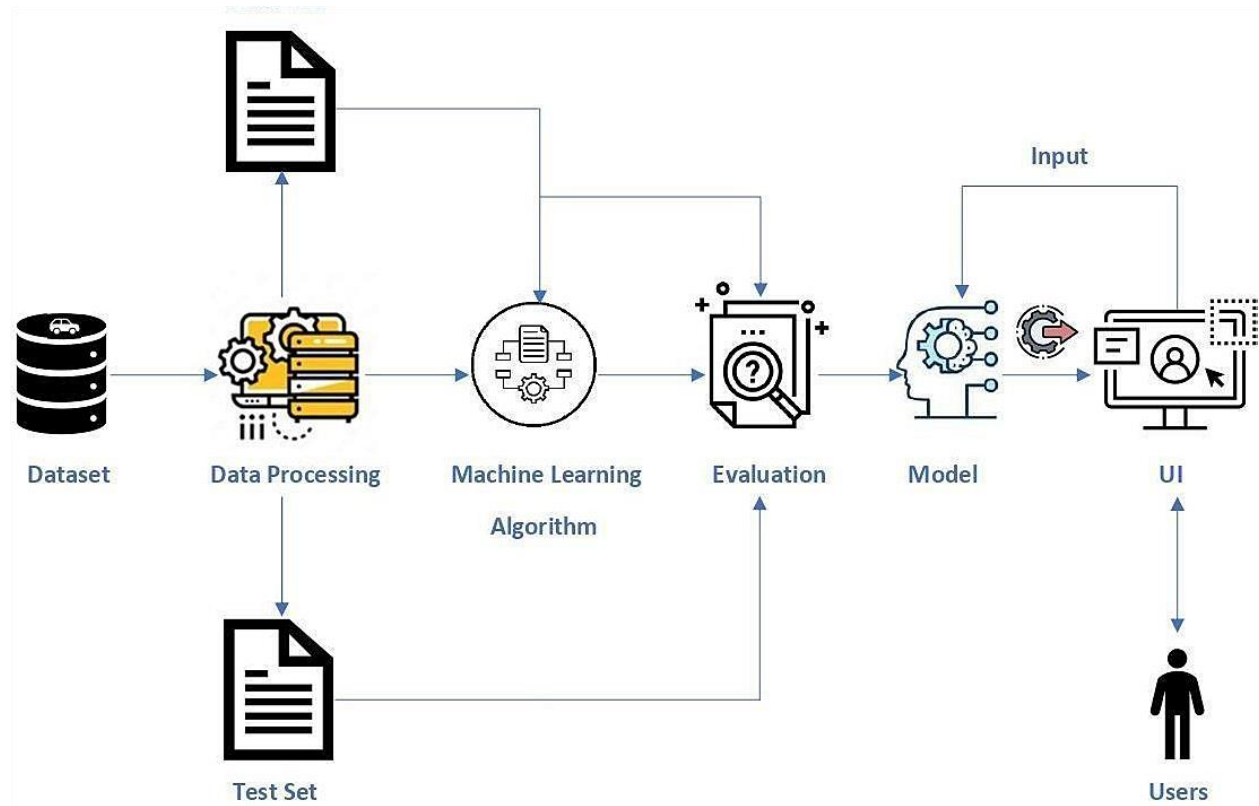 Input
Dataset
Data Processing
Machine Learning
Algorithm
Evaluation
Model
UI
Test Set
Users